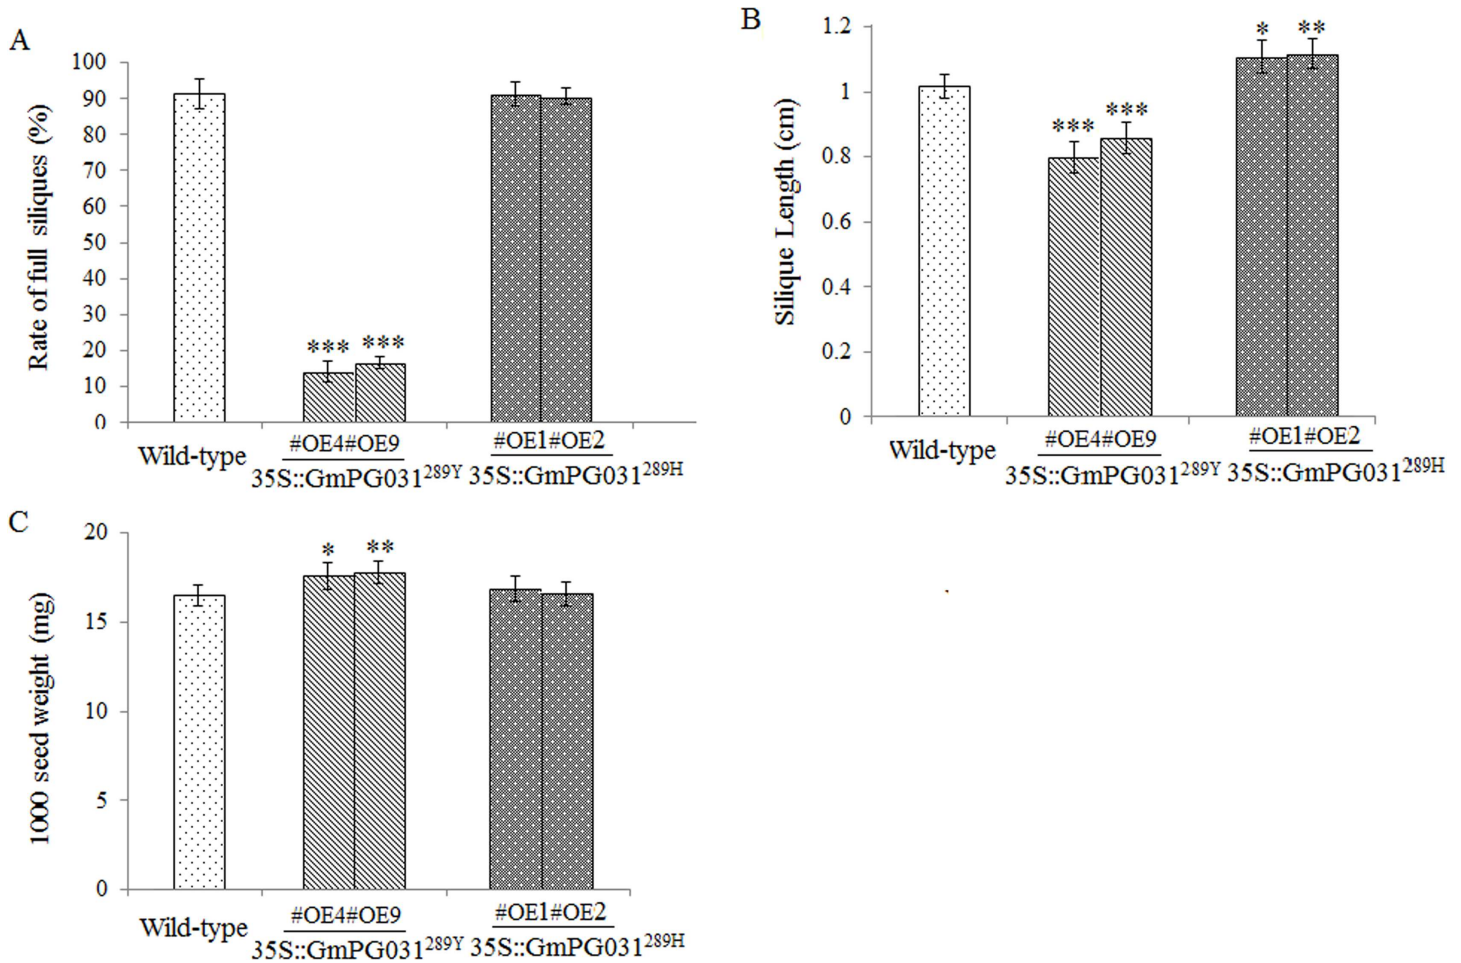 A
Rate of full siliques (%)
100
90
80
70
60
50
40
30
20
10
0
*** ***
Wild-type
#OE4#OE9
35S::GmPG031²⁸⁹Y
#OE1#OE2
35S::GmPG031²⁸⁹H
B
Silique Length (cm)
1.2
1
0.8
0.6
0.4
0.2
0
*** ***
* **
Wild-type
#OE4#OE9
35S::GmPG031²⁸⁹Y
#OE1#OE2
35S::GmPG031²⁸⁹H
C
1000 seed weight (mg)
20
15
10
5
0
* **
Wild-type
#OE4#OE9
35S::GmPG031²⁸⁹Y
#OE1#OE2
35S::GmPG031²⁸⁹H